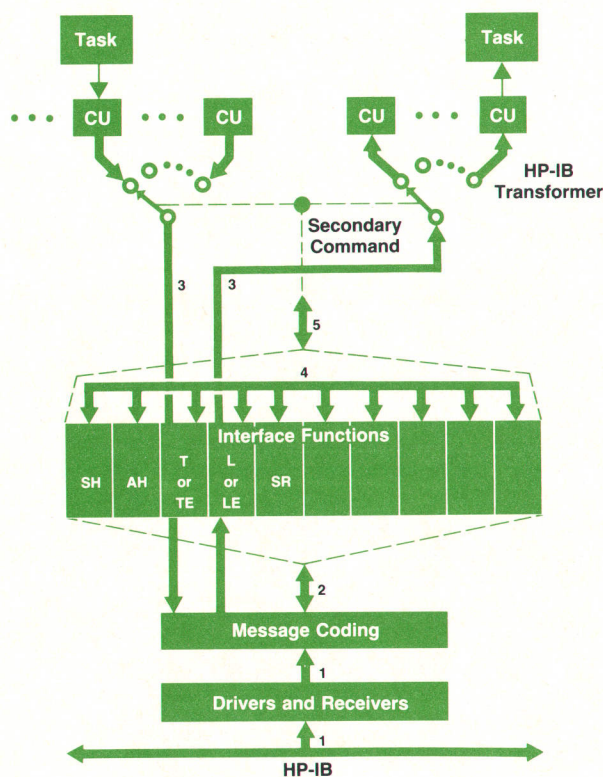 Task
Task
CU
CU
CU
CU
HP-IB
Transformer
Secondary
Command
3
3
5
4
Interface Functions
SH
AH
T
or
TE
L
or
LE
SR
2
Message Coding
1
Drivers and Receivers
1
HP-IB